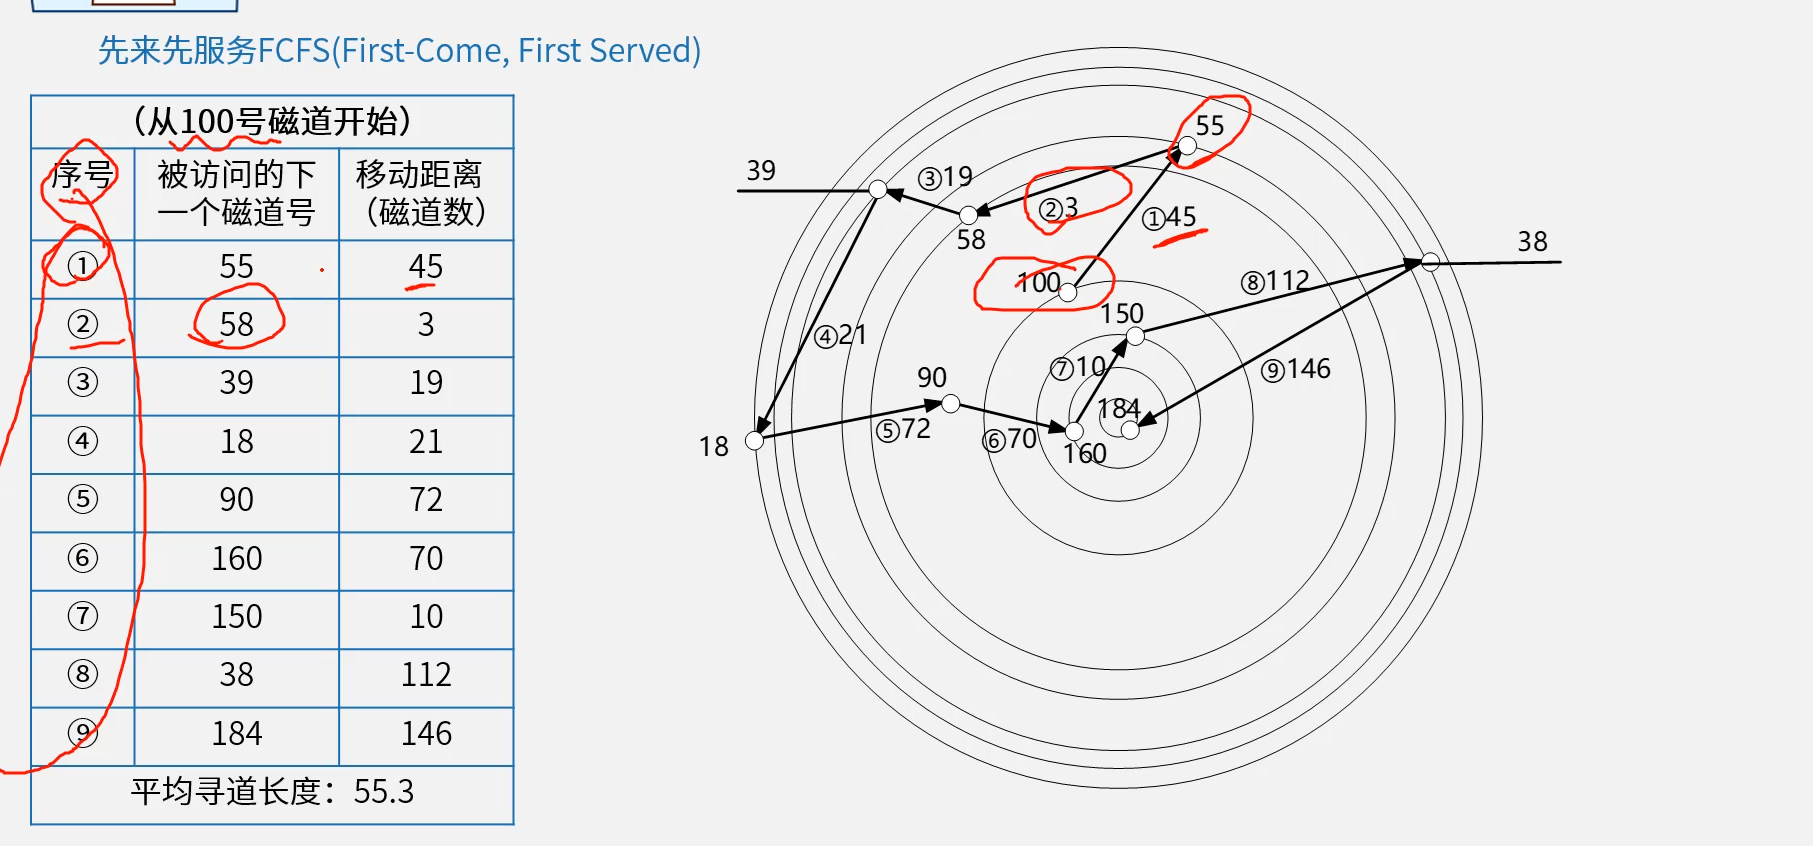 先来先服务FCFS(First-Come, First Served)
（从100号磁道开始）
序号 被访问的下一个磁道号 移动距离（磁道数）
① 55 45
② 58 3
③ 39 19
④ 18 21
⑤ 90 72
⑥ 160 70
⑦ 150 10
⑧ 38 112
⑨ 184 146
平均寻道长度：55.3
55
39
③19
②3
①45
58
38
100
⑧112
150
④21
⑦10
⑨146
90
184
⑤72
⑥70
18
160